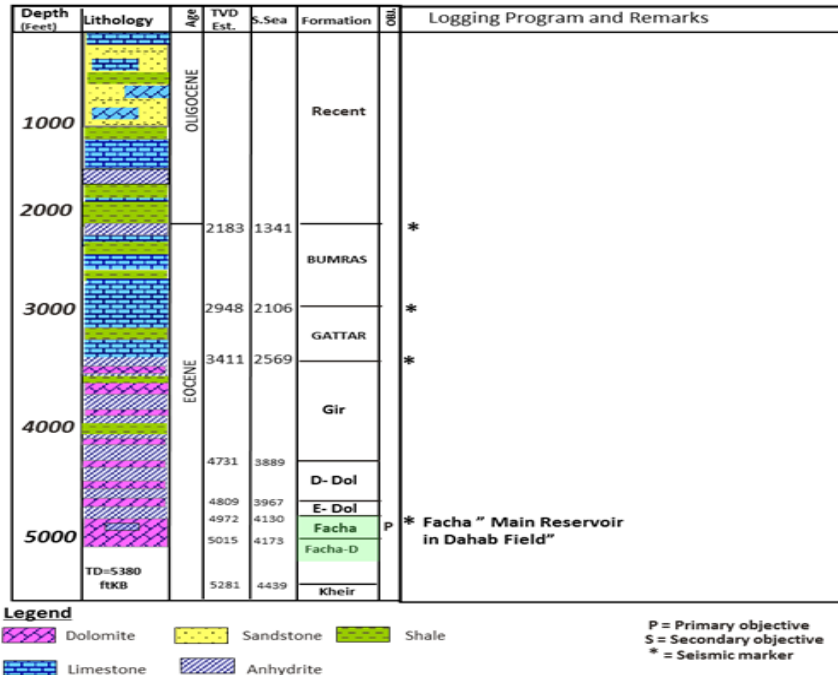 Depth (Feet) Lithology Age TVD Est. S.Sea Formation OBJ. Logging Program and Remarks
OLIGOCENE
Recent
1000
2000
2183 1341 *
BUMRAS
3000 2948 2106 *
GATTAR
3411 2569 *
EOCENE
Gir
4000
4731 3889
D- Dol
4809 3967
E- Dol
4972 4130
Facha P * Facha ” Main Reservoir
5000 in Dahab Field”
5015 4173
Facha-D
TD=5380
ftKB
5281 4439
Kheir
Legend
Dolomite Sandstone Shale
Limestone Anhydrite
P = Primary objective
S = Secondary objective
* = Seismic marker